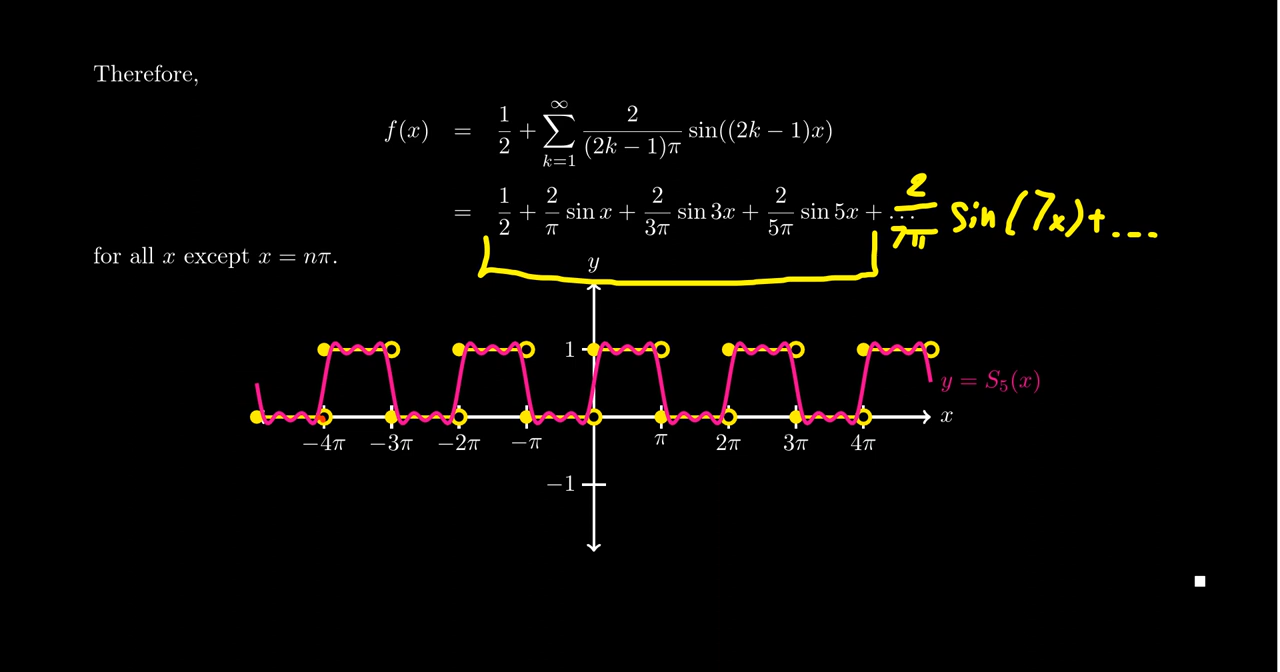 Therefore,
f(x) = 1/2 + ∑_{k=1}^{∞} 2/((2k − 1)π) sin((2k − 1)x)
= 1/2 + 2/π sin x + 2/3π sin 3x + 2/5π sin 5x + ... 2/7π sin(7x) + ...
for all x except x = nπ.
y
1
y = S₅(x)
x
−4π −3π −2π −π π 2π 3π 4π
−1